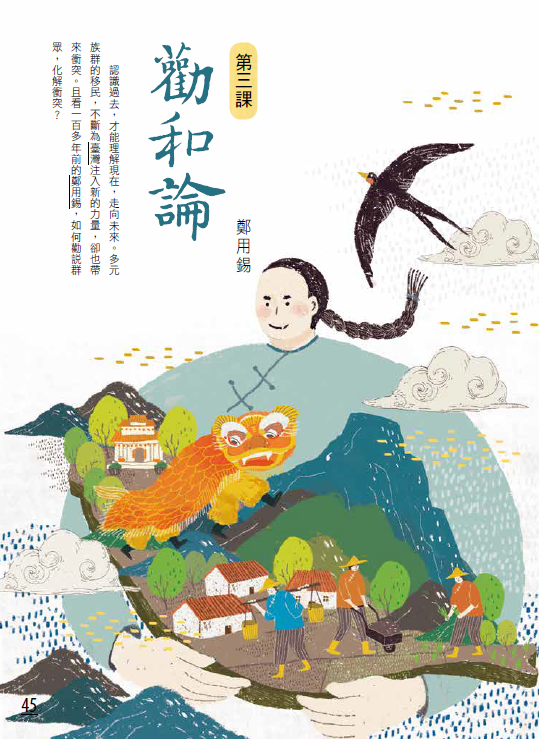 第三課
勸和論
鄭用錫
認識過去，才能理解現在，走向未來。多元
族群的移民，不斷為臺灣注入新的力量，卻也帶
來衝突。且看一百多年前的鄭用錫，如何勸說群
眾，化解衝突？
45